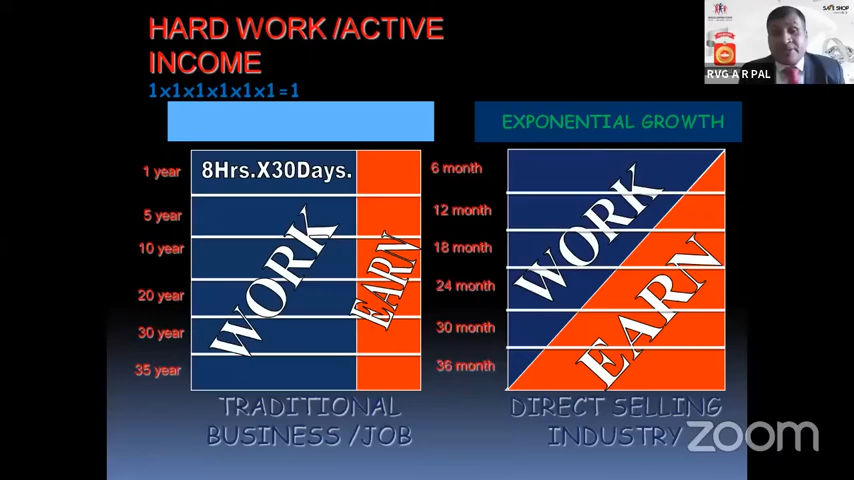 HARD WORK /ACTIVE
INCOME
1x1x1x1x1x1=1
EXPONENTIAL GROWTH
1 year
8Hrs.X30Days.
5 year
10 year
20 year
30 year
35 year
WORK
EARN
6 month
12 month
18 month
24 month
30 month
36 month
WORK
EARN
TRADITIONAL
BUSINESS /JOB
DIRECT SELLING
INDUSTRY
zoom
SAFE SHOP
RVG A R PAL